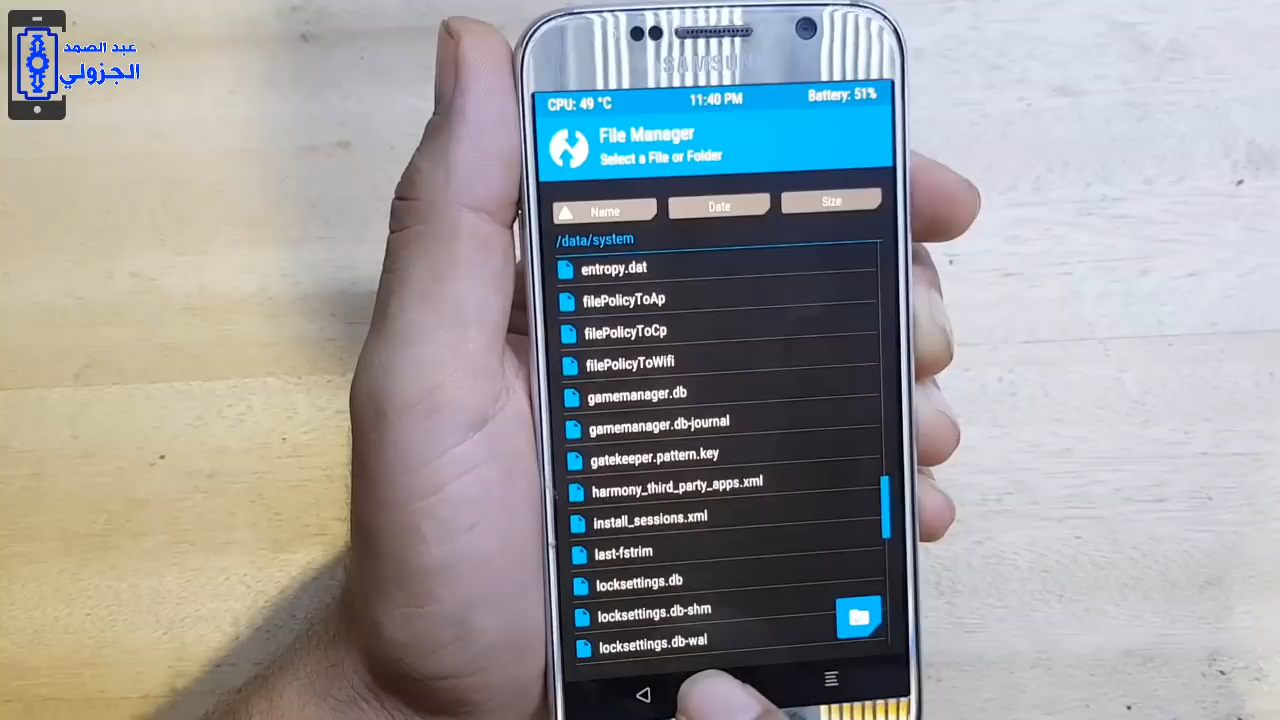 عبد الصمد
الجزولي
SAMSUNG
CPU: 49 °C
11:40 PM
Battery: 51%
File Manager
Select a File or Folder
Name
Date
Size
/data/system
entropy.dat
filePolicyToAp
filePolicyToCp
filePolicyToWifi
gamemanager.db
gamemanager.db-journal
gatekeeper.pattern.key
harmony_third_party_apps.xml
install_sessions.xml
last-fstrim
locksettings.db
locksettings.db-shm
locksettings.db-wal